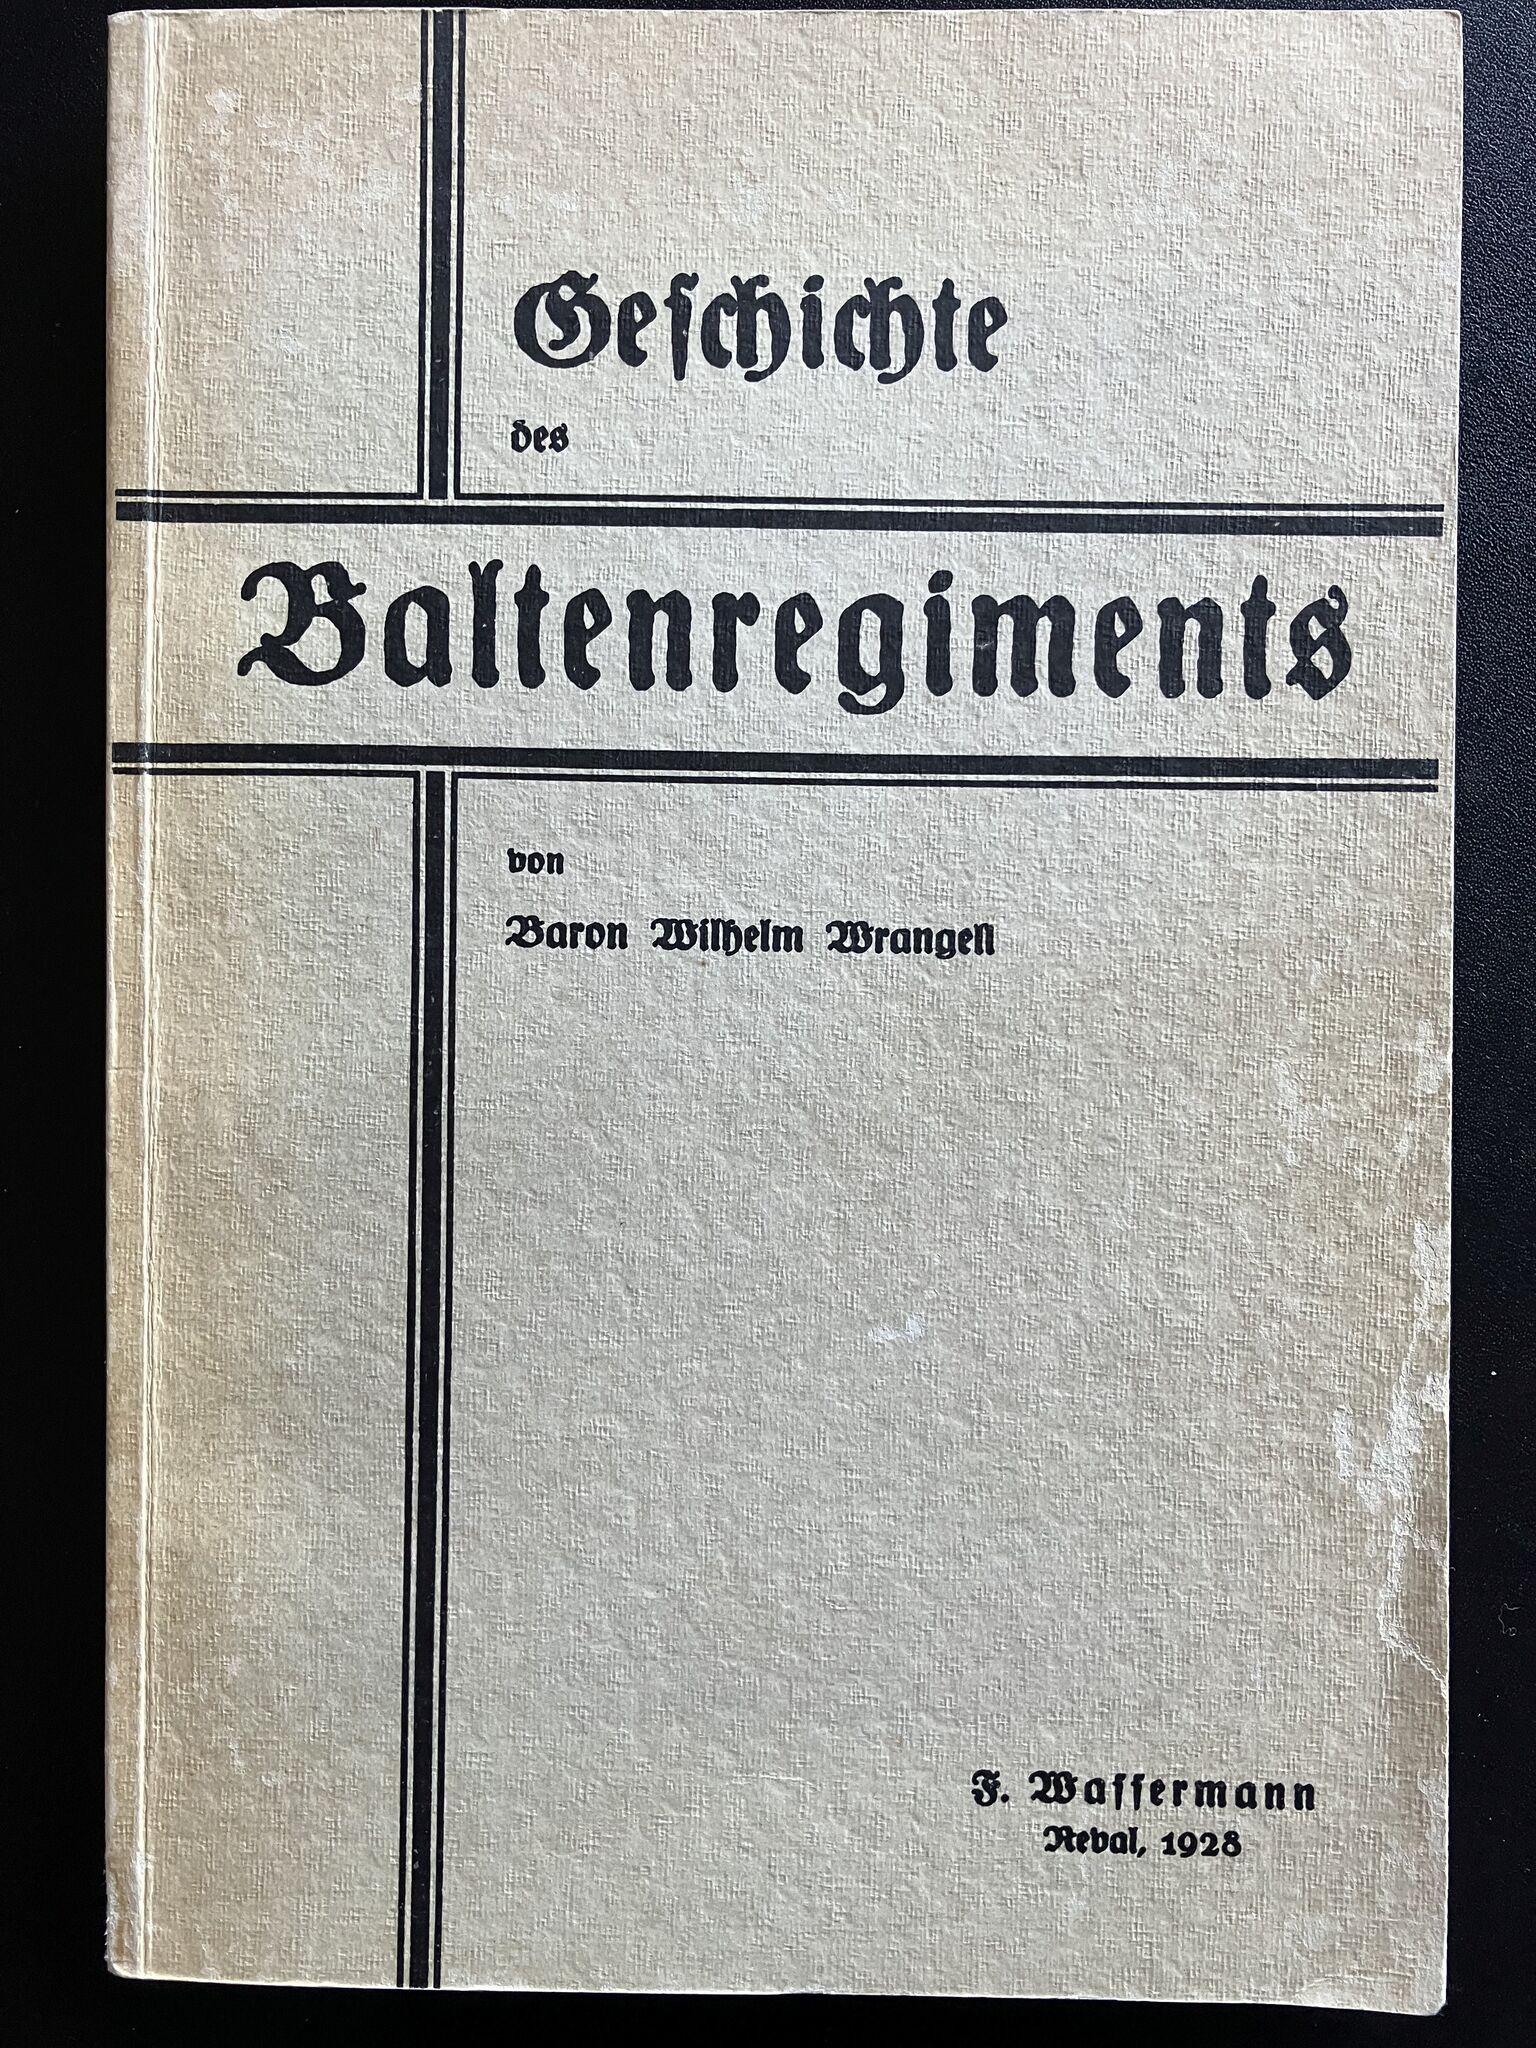 Geſchichte
des
Baltenregiments
von
Baron Wilhelm Wrangell
F. Waſſermann
Reval, 1928